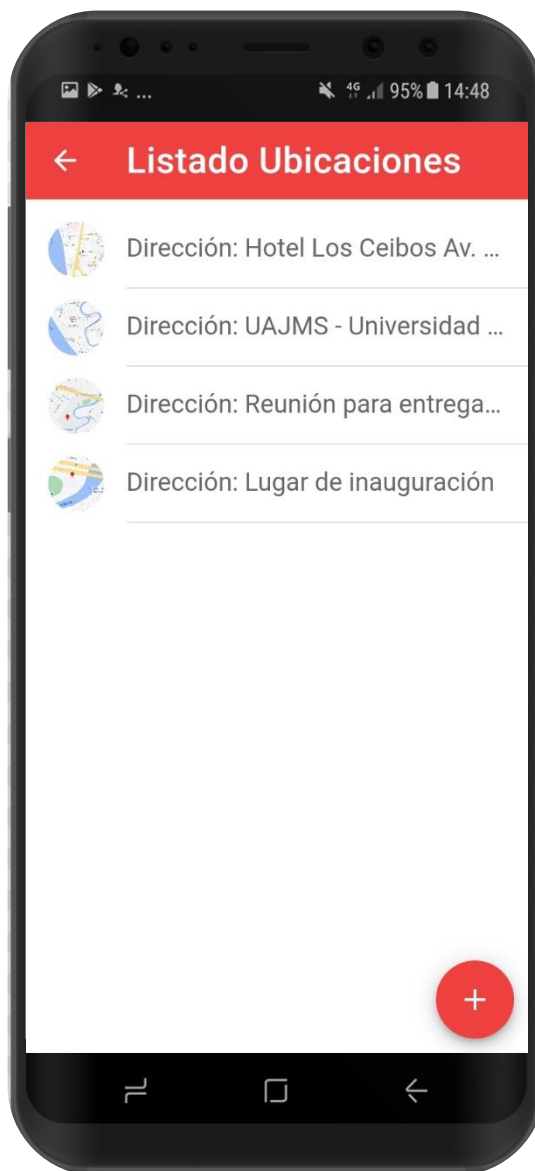 ... 4G 95% 14:48
Listado Ubicaciones
Dirección: Hotel Los Ceibos Av. ...
Dirección: UAJMS - Universidad ...
Dirección: Reunión para entrega...
Dirección: Lugar de inauguración
+